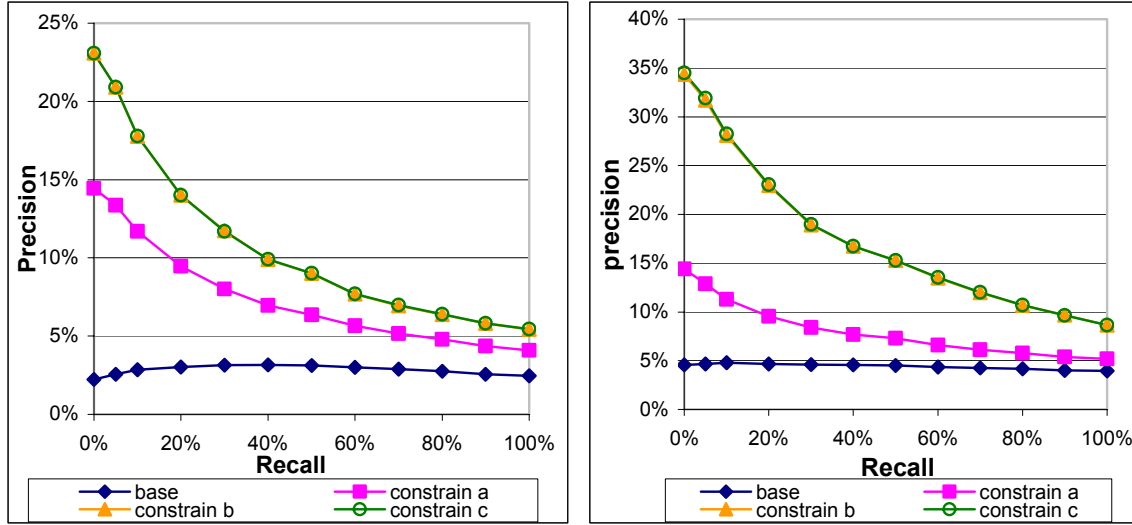 25%
20%
15%
10%
5%
0%
Precision
0% 20% 40% 60% 80% 100%
Recall
base constrain a
constrain b constrain c
40%
35%
30%
25%
20%
15%
10%
5%
0%
precision
0% 20% 40% 60% 80% 100%
Recall
base constrain a
constrain b constrain c